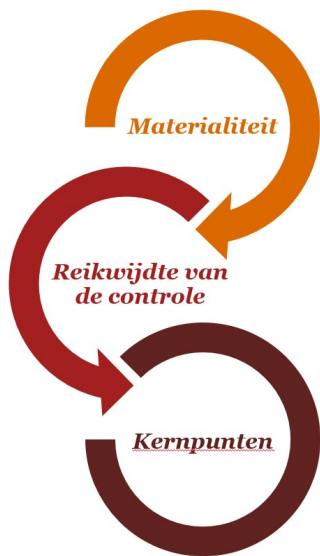 Materialiteit
Reikwijdte van
de controle
Kernpunten